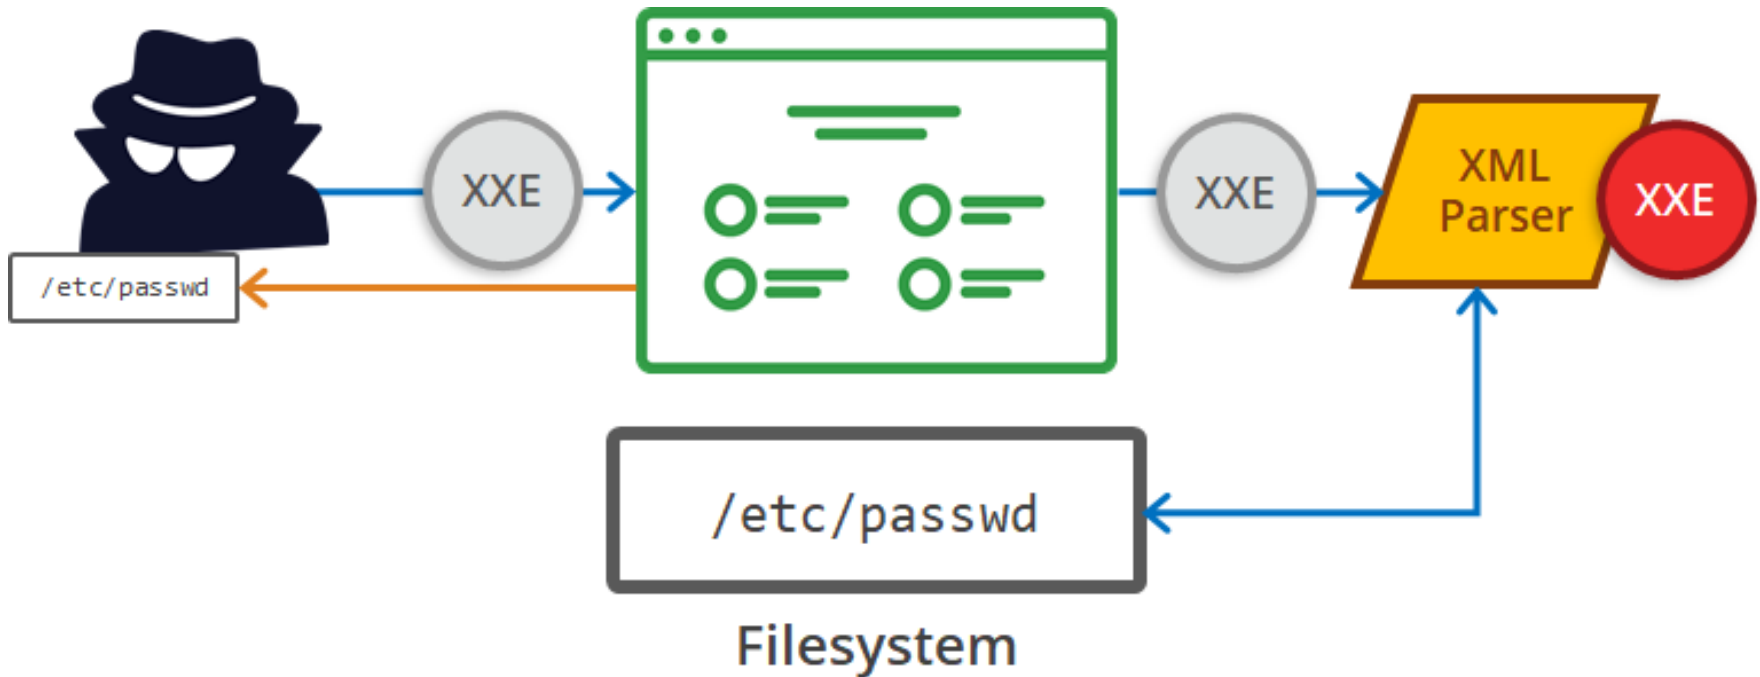 XXE
XXE
XML
Parser
XXE
/etc/passwd
/etc/passwd
Filesystem